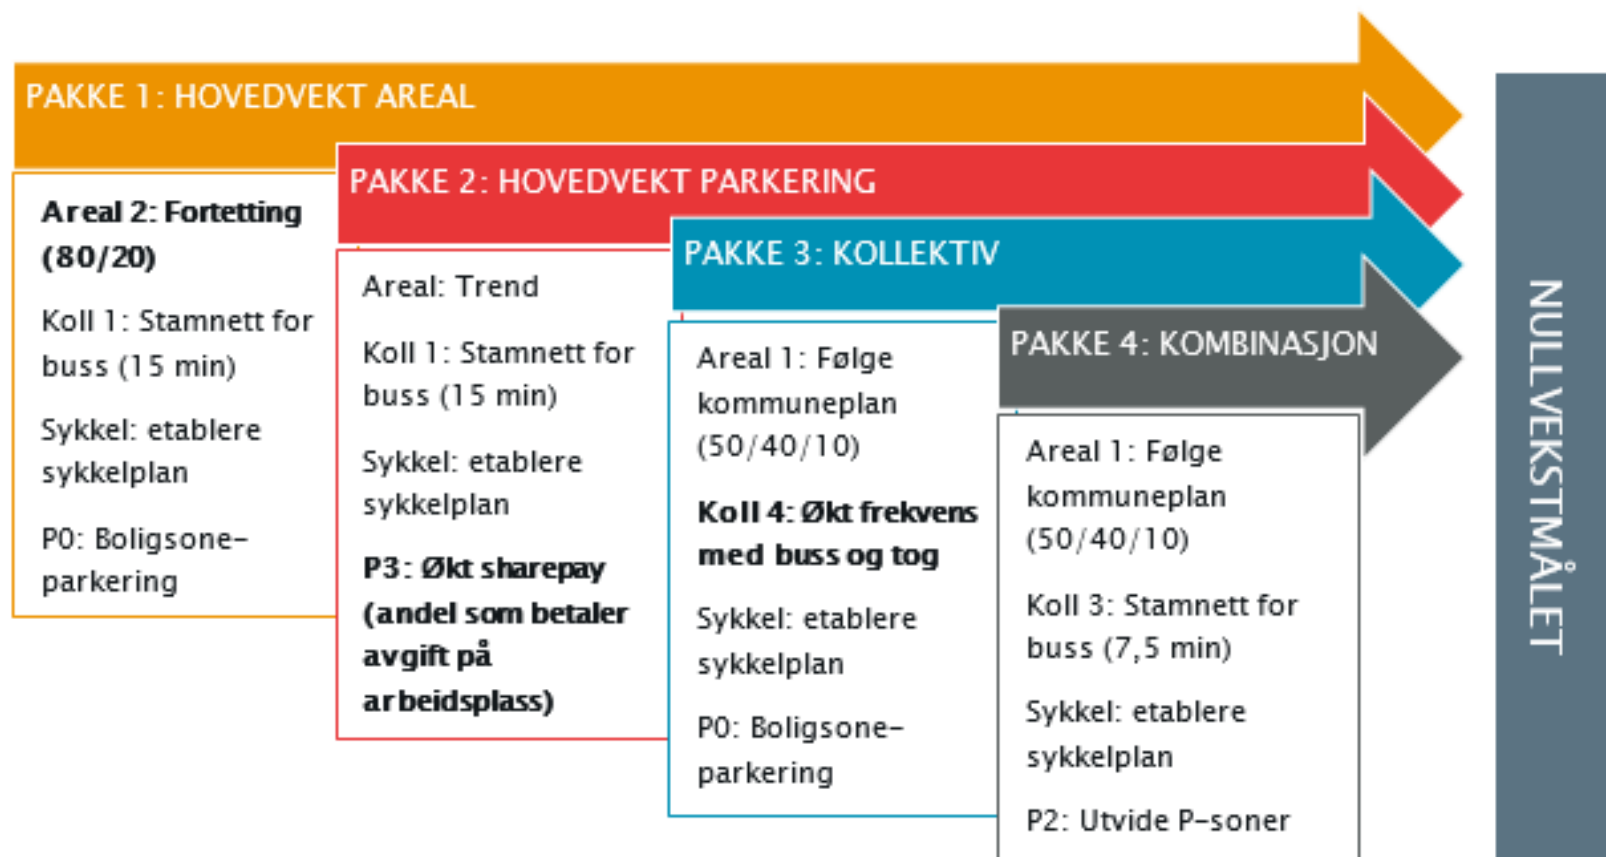 PAKKE 1: HOVEDVEKT AREAL
Areal 2: Fortetting
(80/20)
Koll 1: Stamnett for
buss (15 min)
Sykkel: etablere
sykkelplan
P0: Boligsone-
parkering
PAKKE 2: HOVEDVEKT PARKERING
Areal: Trend
Koll 1: Stamnett for
buss (15 min)
Sykkel: etablere
sykkelplan
P3: Økt sharepay
(andel som betaler
avgift på
arbeidsplass)
PAKKE 3: KOLLEKTIV
Areal 1: Følge
kommuneplan
(50/40/10)
Koll 4: Økt frekvens
med buss og tog
Sykkel: etablere
sykkelplan
P0: Boligsone-
parkering
PAKKE 4: KOMBINASJON
Areal 1: Følge
kommuneplan
(50/40/10)
Koll 3: Stamnett for
buss (7,5 min)
Sykkel: etablere
sykkelplan
P2: Utvide P-soner
NULLVEKSTMÅLET